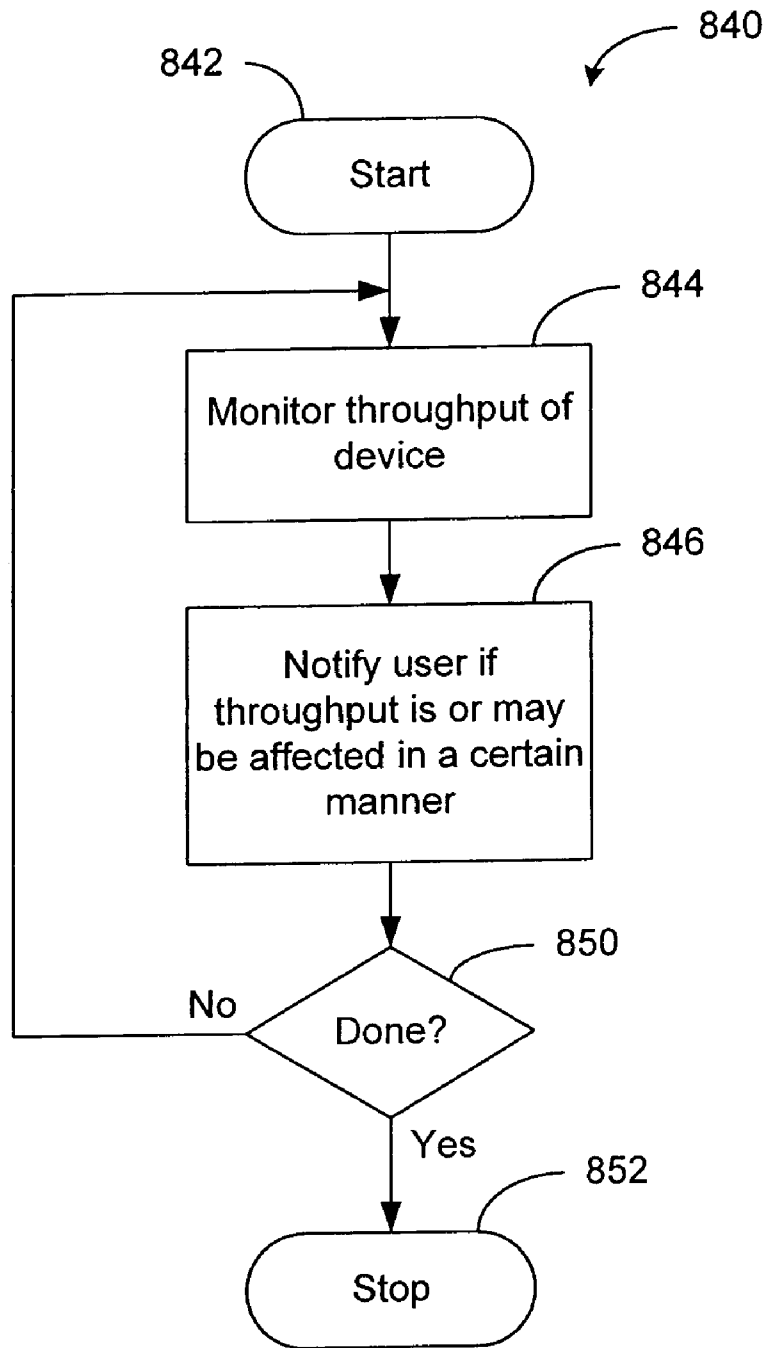 840
842
Start
844
Monitor throughput of
device
846
Notify user if
throughput is or may
be affected in a certain
manner
850
No
Done?
Yes
852
Stop